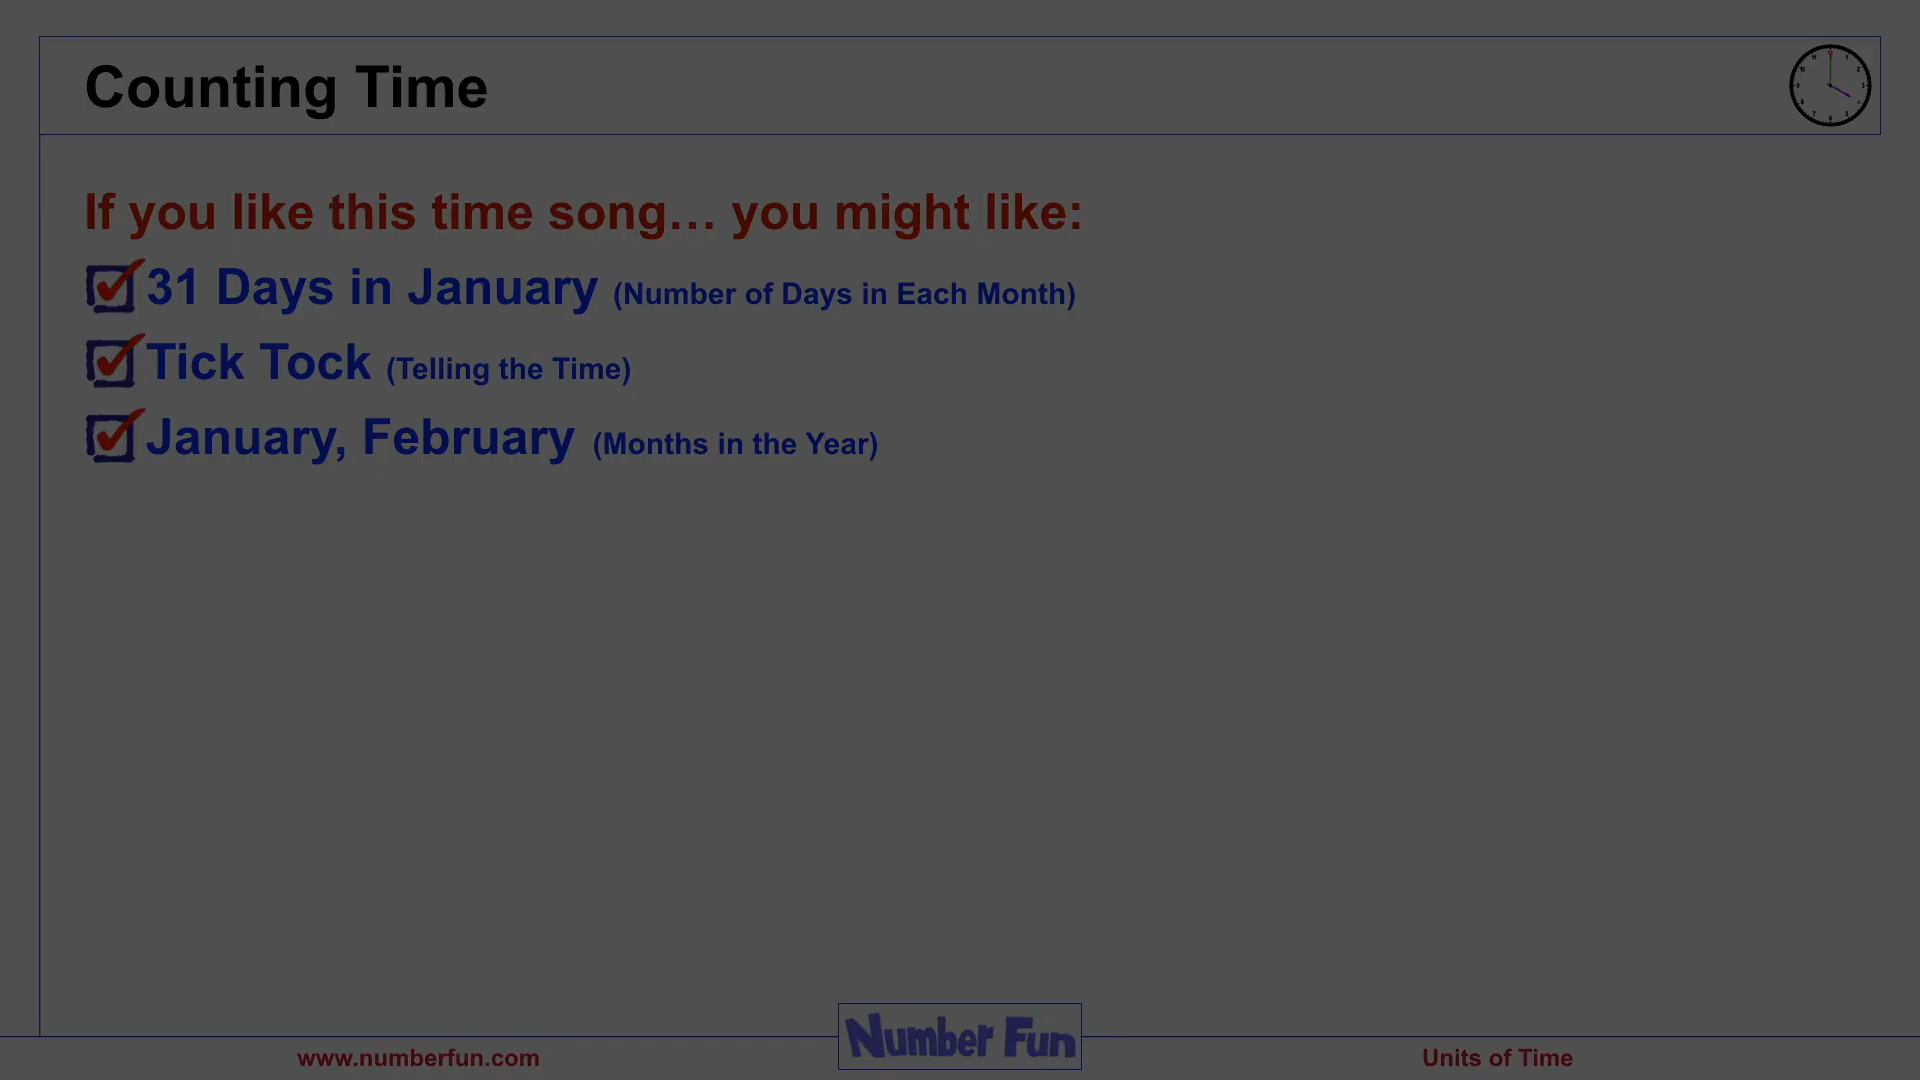 Counting Time
If you like this time song… you might like:
31 Days in January (Number of Days in Each Month)
Tick Tock (Telling the Time)
January, February (Months in the Year)
Number Fun
www.numberfun.com
Units of Time